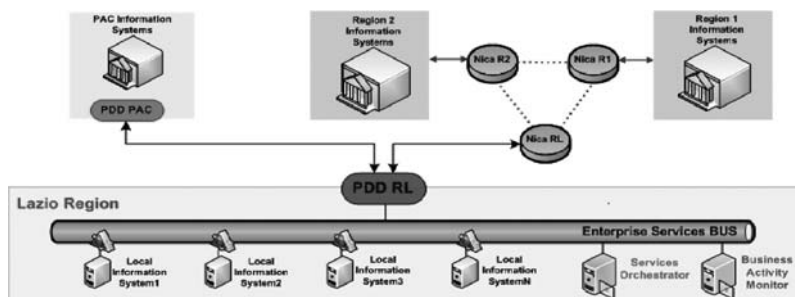 PAC Information
Systems
PDD PAC
Region 2
Information
Systems
Nica R2
Nica R1
Nica RL
Region 1
Information
Systems
PDD RL
Lazio Region
Enterprise Services BUS
Local
Information
System1
Local
Information
System2
Local
Information
System3
Local
Information
SystemN
Services
Orchestrator
Business
Activity
Monitor